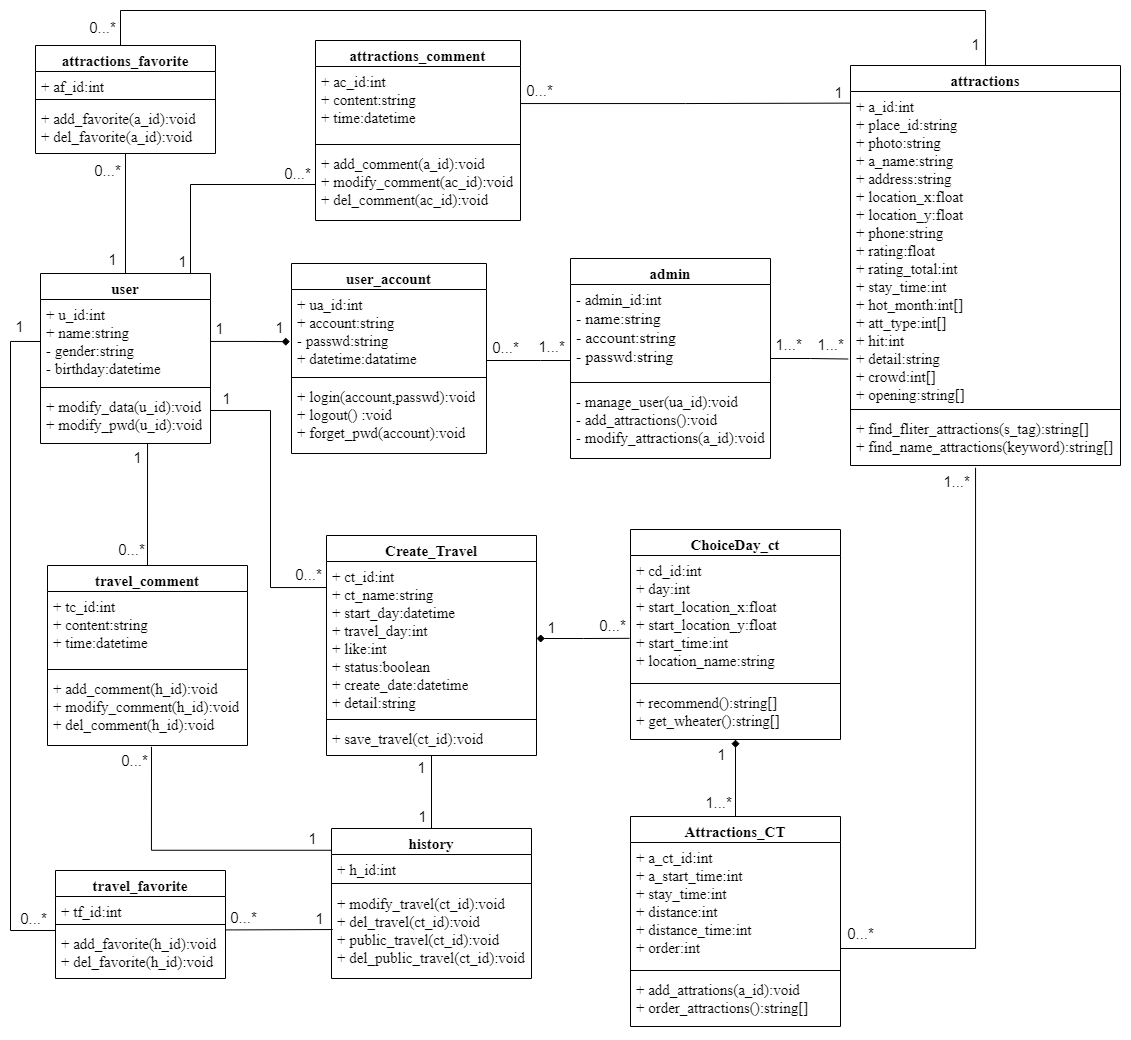 0...*
1
attractions_favorite
+ af_id:int
+ add_favorite(a_id):void
+ del_favorite(a_id):void
0...*
1
attractions_comment
+ ac_id:int
+ content:string
+ time:datetime
+ add_comment(a_id):void
+ modify_comment(ac_id):void
+ del_comment(ac_id):void
0...*
1
0...*
1
attractions
+ a_id:int
+ place_id:string
+ photo:string
+ a_name:string
+ address:string
+ location_x:float
+ location_y:float
+ phone:string
+ rating:float
+ rating_total:int
+ stay_time:int
+ hot_month:int[]
+ att_type:int[]
+ hit:int
+ detail:string
+ crowd:int[]
+ opening:string[]
+ find_fliter_attractions(s_tag):string[]
+ find_name_attractions(keyword):string[]
user
+ u_id:int
+ name:string
- gender:string
- birthday:datetime
+ modify_data(u_id):void
+ modify_pwd(u_id):void
1
1
1
user_account
+ ua_id:int
+ account:string
- passwd:string
+ datetime:datatime
+ login(account,passwd):void
+ logout() :void
+ forget_pwd(account):void
0...*
1...*
admin
- admin_id:int
- name:string
- account:string
- passwd:string
- manage_user(ua_id):void
- add_attractions():void
- modify_attractions(a_id):void
1...*
1...*
1
0...*
1
0...*
1...*
travel_comment
+ tc_id:int
+ content:string
+ time:datetime
+ add_comment(h_id):void
+ modify_comment(h_id):void
+ del_comment(h_id):void
Create_Travel
+ ct_id:int
+ ct_name:string
+ start_day:datetime
+ travel_day:int
+ like:int
+ status:boolean
+ create_date:datetime
+ detail:string
+ save_travel(ct_id):void
1
0...*
ChoiceDay_ct
+ cd_id:int
+ day:int
+ start_location_x:float
+ start_location_y:float
+ start_time:int
+ location_name:string
+ recommend():string[]
+ get_wheater():string[]
1
1...*
0...*
1
1
1
history
+ h_id:int
+ modify_travel(ct_id):void
+ del_travel(ct_id):void
+ public_travel(ct_id):void
+ del_public_travel(ct_id):void
travel_favorite
+ tf_id:int
+ add_favorite(h_id):void
+ del_favorite(h_id):void
0...*
0...*
1
Attractions_CT
+ a_ct_id:int
+ a_start_time:int
+ stay_time:int
+ distance:int
+ distance_time:int
+ order:int
+ add_attrations(a_id):void
+ order_attractions():string[]
0...*